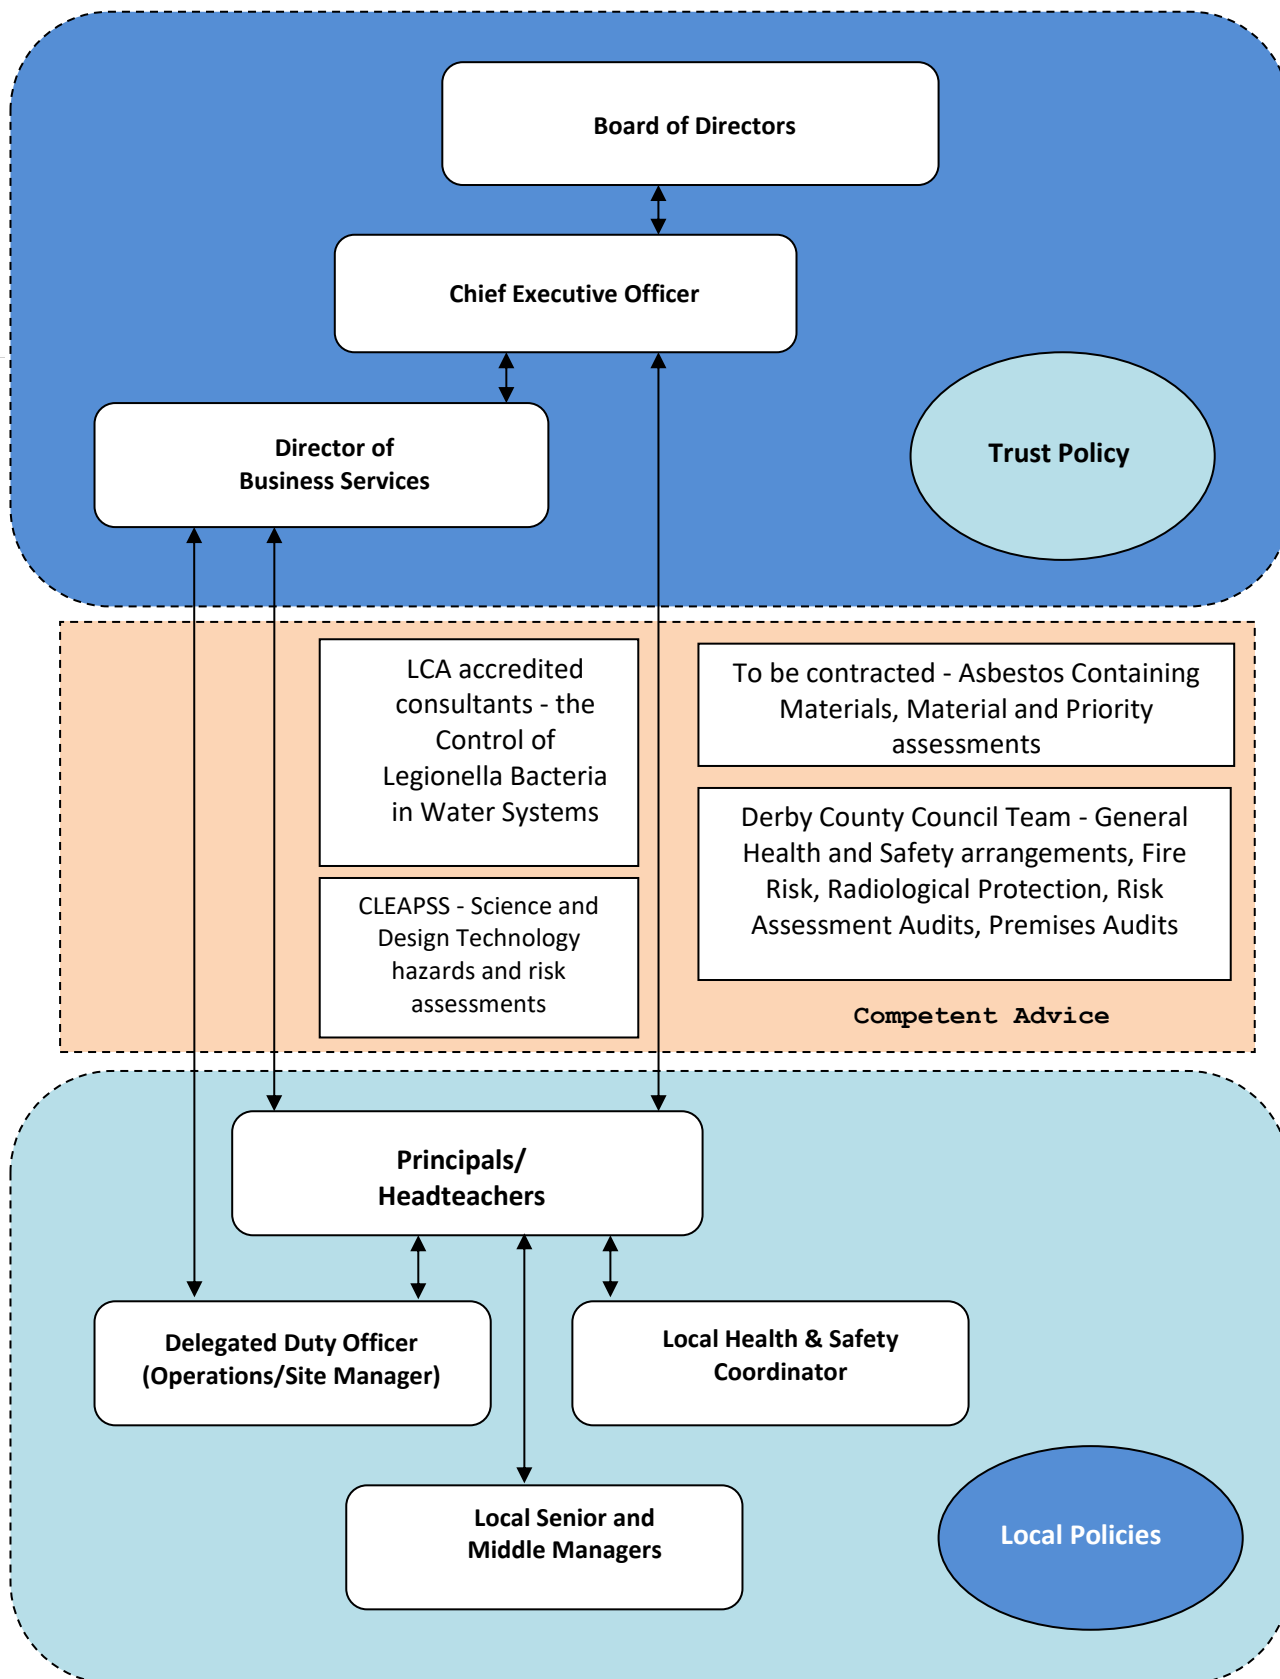 Board of Directors
Chief Executive Officer
Director of
Business Services
Trust Policy
LCA accredited
consultants - the
Control of
Legionella Bacteria
in Water Systems
To be contracted - Asbestos Containing
Materials, Material and Priority
assessments
CLEAPSS - Science and
Design Technology
hazards and risk
assessments
Derby County Council Team - General
Health and Safety arrangements, Fire
Risk, Radiological Protection, Risk
Assessment Audits, Premises Audits
Competent Advice
Principals/
Headteachers
Delegated Duty Officer
(Operations/Site Manager)
Local Health & Safety
Coordinator
Local Senior and
Middle Managers
Local Policies